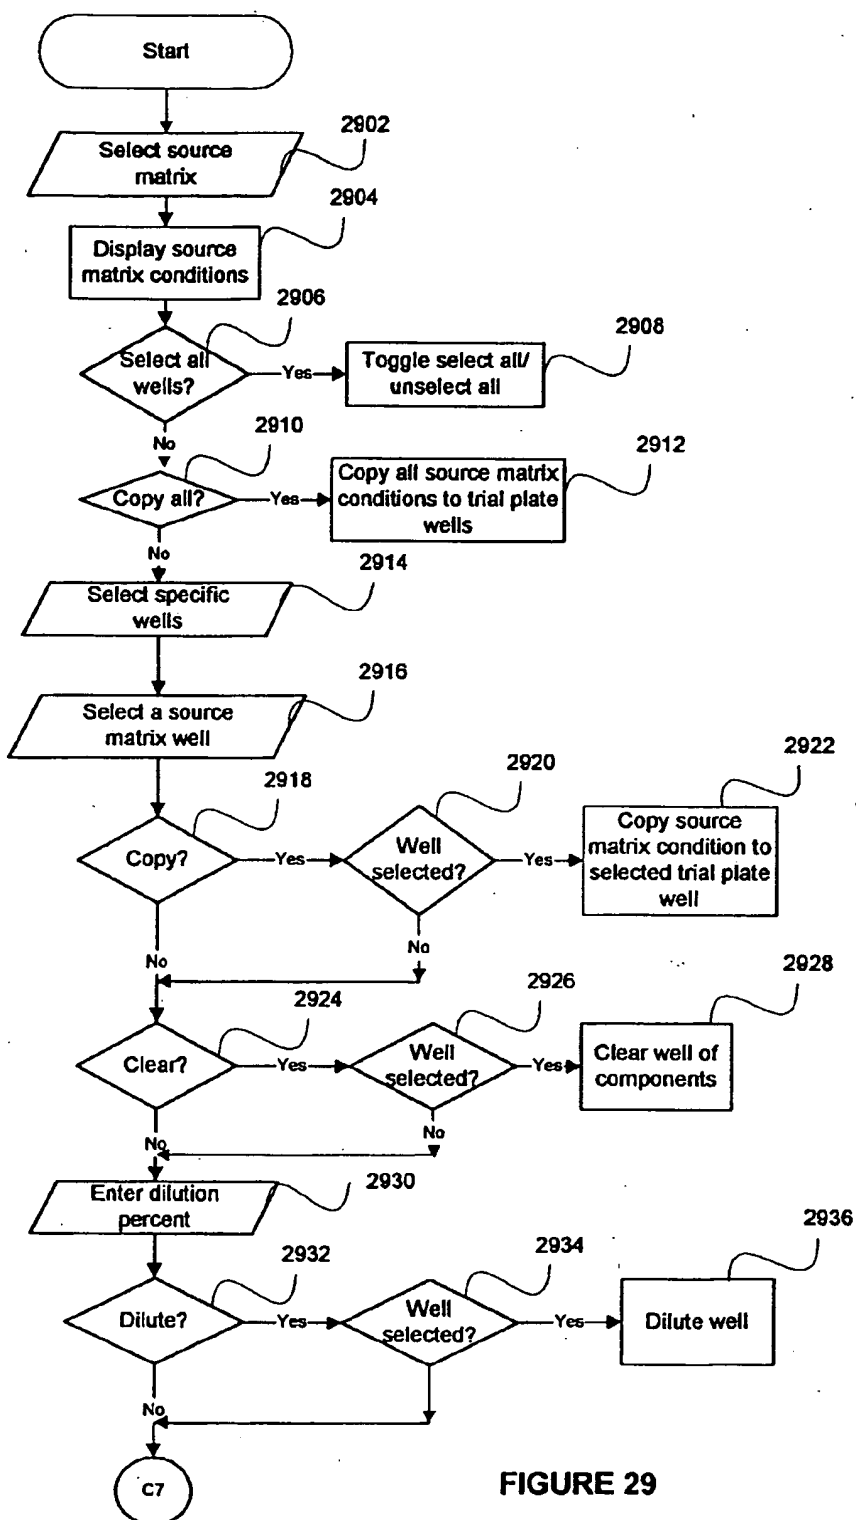 Start
2902
Select source
matrix
2904
Display source
matrix conditions
2906
Select all
wells?
Yes
2908
Toggle select all/
unselect all
No
2910
Copy all?
Yes
2912
Copy all source matrix
conditions to trial plate
wells
No
2914
Select specific
wells
2916
Select a source
matrix well
2918
Copy?
Yes
2920
Well
selected?
Yes
2922
Copy source
matrix condition to
selected trial plate
well
No
No
2924
Clear?
Yes
2926
Well
selected?
Yes
2928
Clear well of
components
No
No
2930
Enter dilution
percent
2932
Dilute?
Yes
2934
Well
selected?
Yes
2936
Dilute well
No
C7
FIGURE 29